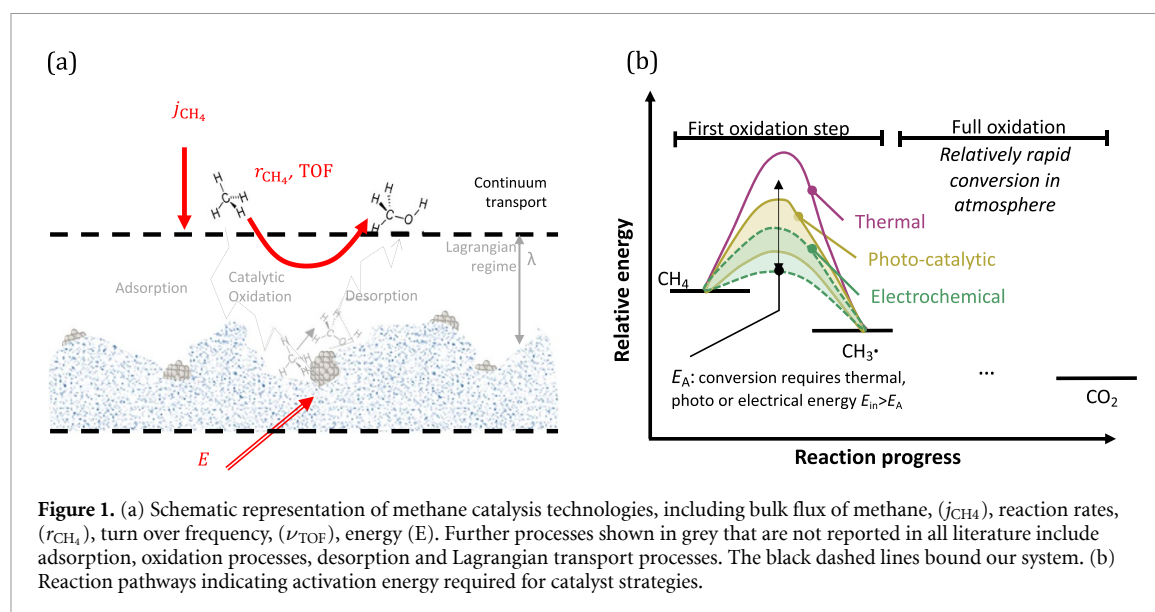 (a)
j_CH4
r_CH4, TOF
H
H
C
H
H
H
H
C
O
H
H
Continuum
transport
Lagrangian
regime
λ
Adsorption
Catalytic
Oxidation
Desorption
E
(b)
First oxidation step
Full oxidation
Relatively rapid
conversion in
atmosphere
Thermal
Photo-catalytic
Electrochemical
CH₄
CH₃•
...
CO₂
E_A: conversion requires thermal,
photo or electrical energy E_in>E_A
Relative energy
Reaction progress
Figure 1. (a) Schematic representation of methane catalysis technologies, including bulk flux of methane, (j_CH4), reaction rates,
(r_CH4), turn over frequency, (ν_TOF), energy (E). Further processes shown in grey that are not reported in all literature include
adsorption, oxidation processes, desorption and Lagrangian transport processes. The black dashed lines bound our system. (b)
Reaction pathways indicating activation energy required for catalyst strategies.